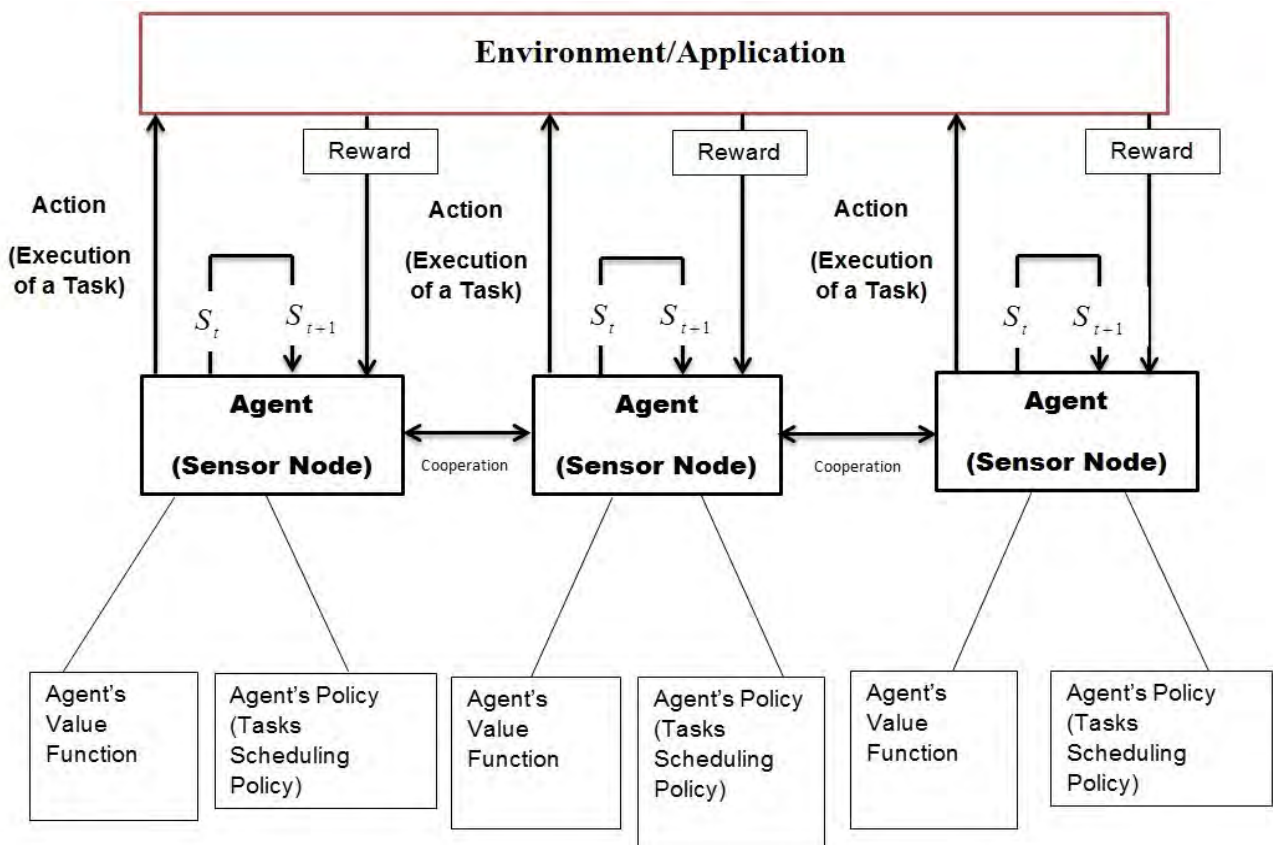 Environment/Application
Reward
Reward
Reward
Action
(Execution
of a Task)
Action
(Execution
of a Task)
Action
(Execution
of a Task)
S_t
S_{t+1}
S_t
S_{t+1}
S_t
S_{t+1}
Agent
(Sensor Node)
Cooperation
Agent
(Sensor Node)
Cooperation
Agent
(Sensor Node)
Agent’s
Value
Function
Agent’s Policy
(Tasks
Scheduling
Policy)
Agent’s
Value
Function
Agent’s Policy
(Tasks
Scheduling
Policy)
Agent’s
Value
Function
Agent’s Policy
(Tasks
Scheduling
Policy)